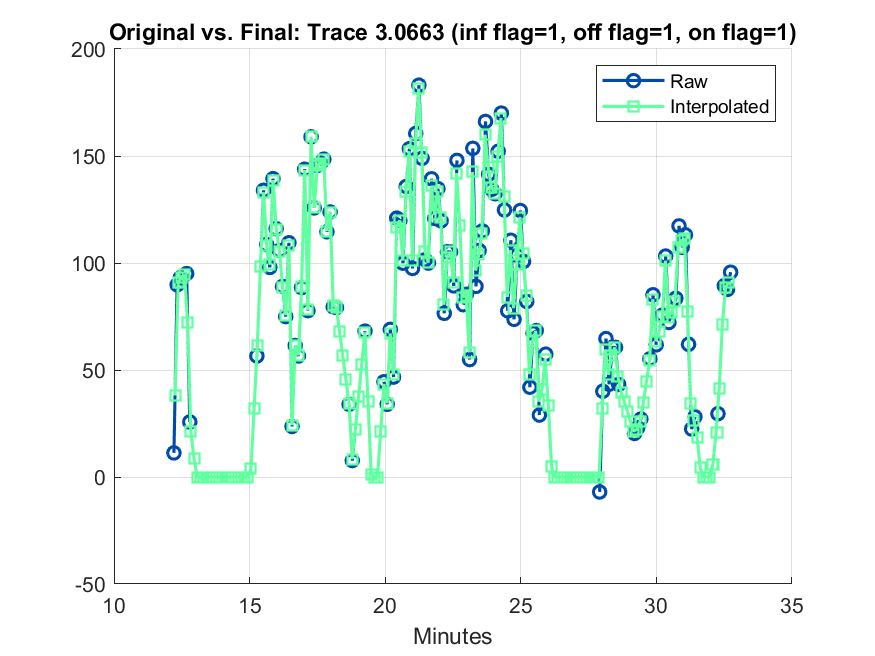 Original vs. Final: Trace 3.0663 (inf flag=1, off flag=1, on flag=1)
200
150
100
50
0
-50
10 15 20 25 30 35
Minutes
Raw
Interpolated